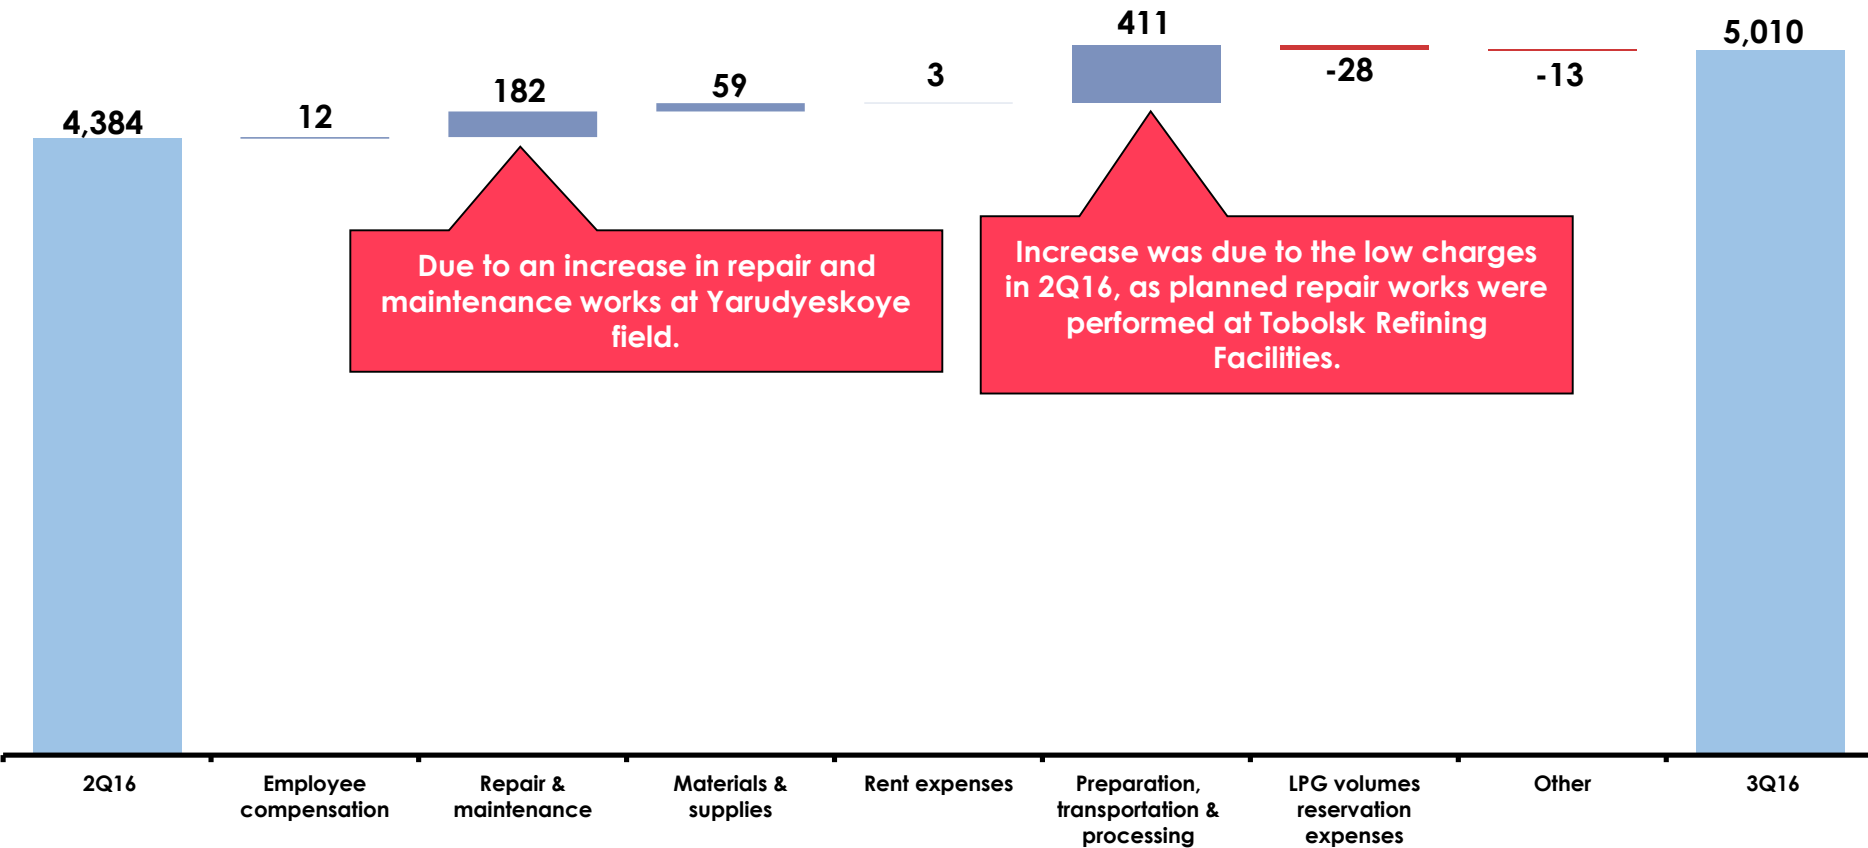 411
5,010
182
59
3
-28
-13
4,384
12
Due to an increase in repair and
maintenance works at Yarudyeskoye
field.
Increase was due to the low charges
in 2Q16, as planned repair works were
performed at Tobolsk Refining
Facilities.
2Q16
Employee
compensation
Repair &
maintenance
Materials &
supplies
Rent expenses
Preparation,
transportation &
processing
LPG volumes
reservation
expenses
Other
3Q16